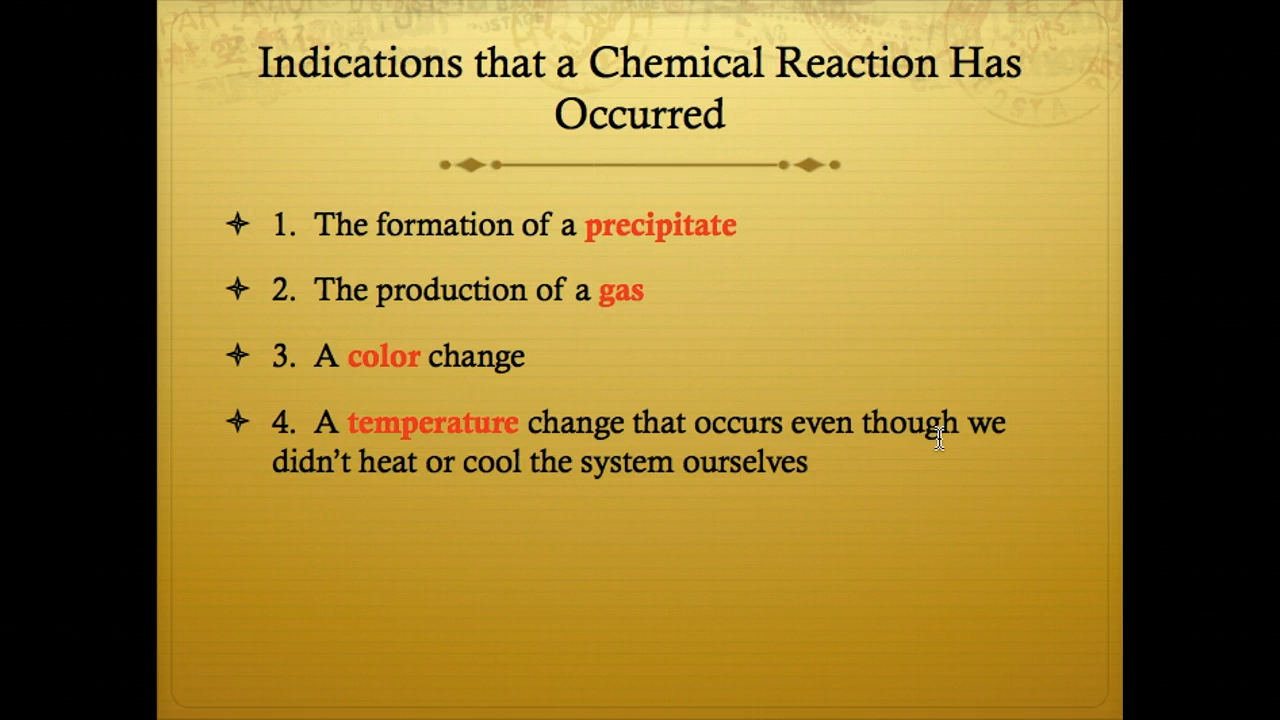 Indications that a Chemical Reaction Has
Occurred
1. The formation of a precipitate
2. The production of a gas
3. A color change
4. A temperature change that occurs even though we
didn't heat or cool the system ourselves